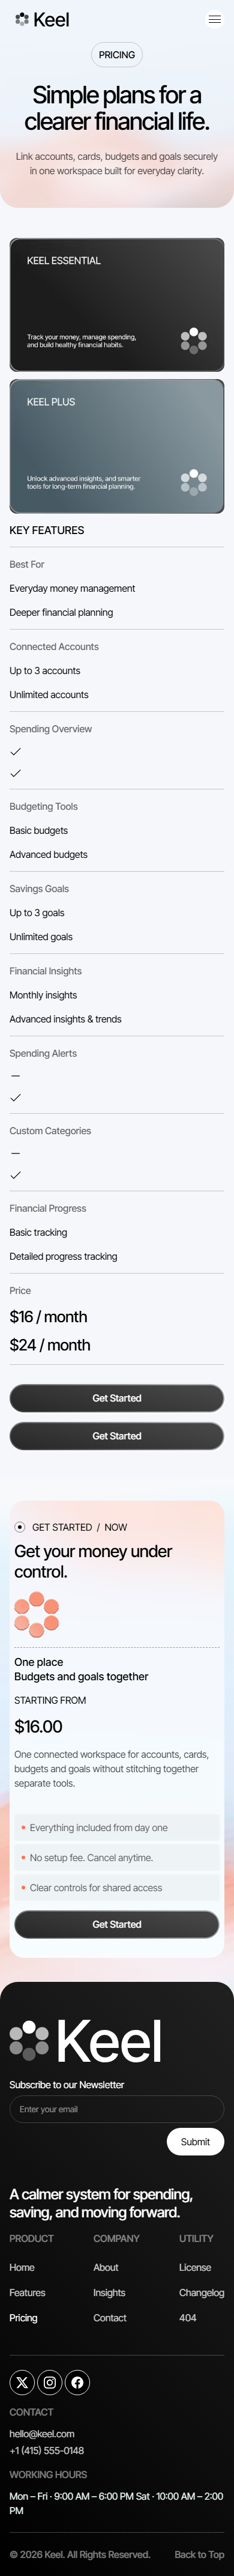 Keel
PRICING
Simple plans for a
clearer financial life.
Link accounts, cards, budgets and goals securely
in one workspace built for everyday clarity.
KEEL ESSENTIAL
Track your money, manage spending,
and build healthy financial habits.
KEEL PLUS
Unlock advanced insights, and smarter
tools for long-term financial planning.
KEY FEATURES
Best For
Everyday money management
Deeper financial planning
Connected Accounts
Up to 3 accounts
Unlimited accounts
Spending Overview
Budgeting Tools
Basic budgets
Advanced budgets
Savings Goals
Up to 3 goals
Unlimited goals
Financial Insights
Monthly insights
Advanced insights & trends
Spending Alerts
Custom Categories
Financial Progress
Basic tracking
Detailed progress tracking
Price
$16 / month
$24 / month
Get Started
Get Started
GET STARTED / NOW
Get your money under
control.
One place
Budgets and goals together
STARTING FROM
$16.00
One connected workspace for accounts, cards,
budgets and goals without stitching together
separate tools.
Everything included from day one
No setup fee. Cancel anytime.
Clear controls for shared access
Get Started
Keel
Subscribe to our Newsletter
Enter your email
Submit
A calmer system for spending,
saving, and moving forward.
PRODUCT COMPANY UTILITY
Home About License
Features Insights Changelog
Pricing Contact 404
CONTACT
hello@keel.com
+1 (415) 555-0148
WORKING HOURS
Mon – Fri · 9:00 AM – 6:00 PM Sat · 10:00 AM – 2:00
PM
© 2026 Keel. All Rights Reserved. Back to Top